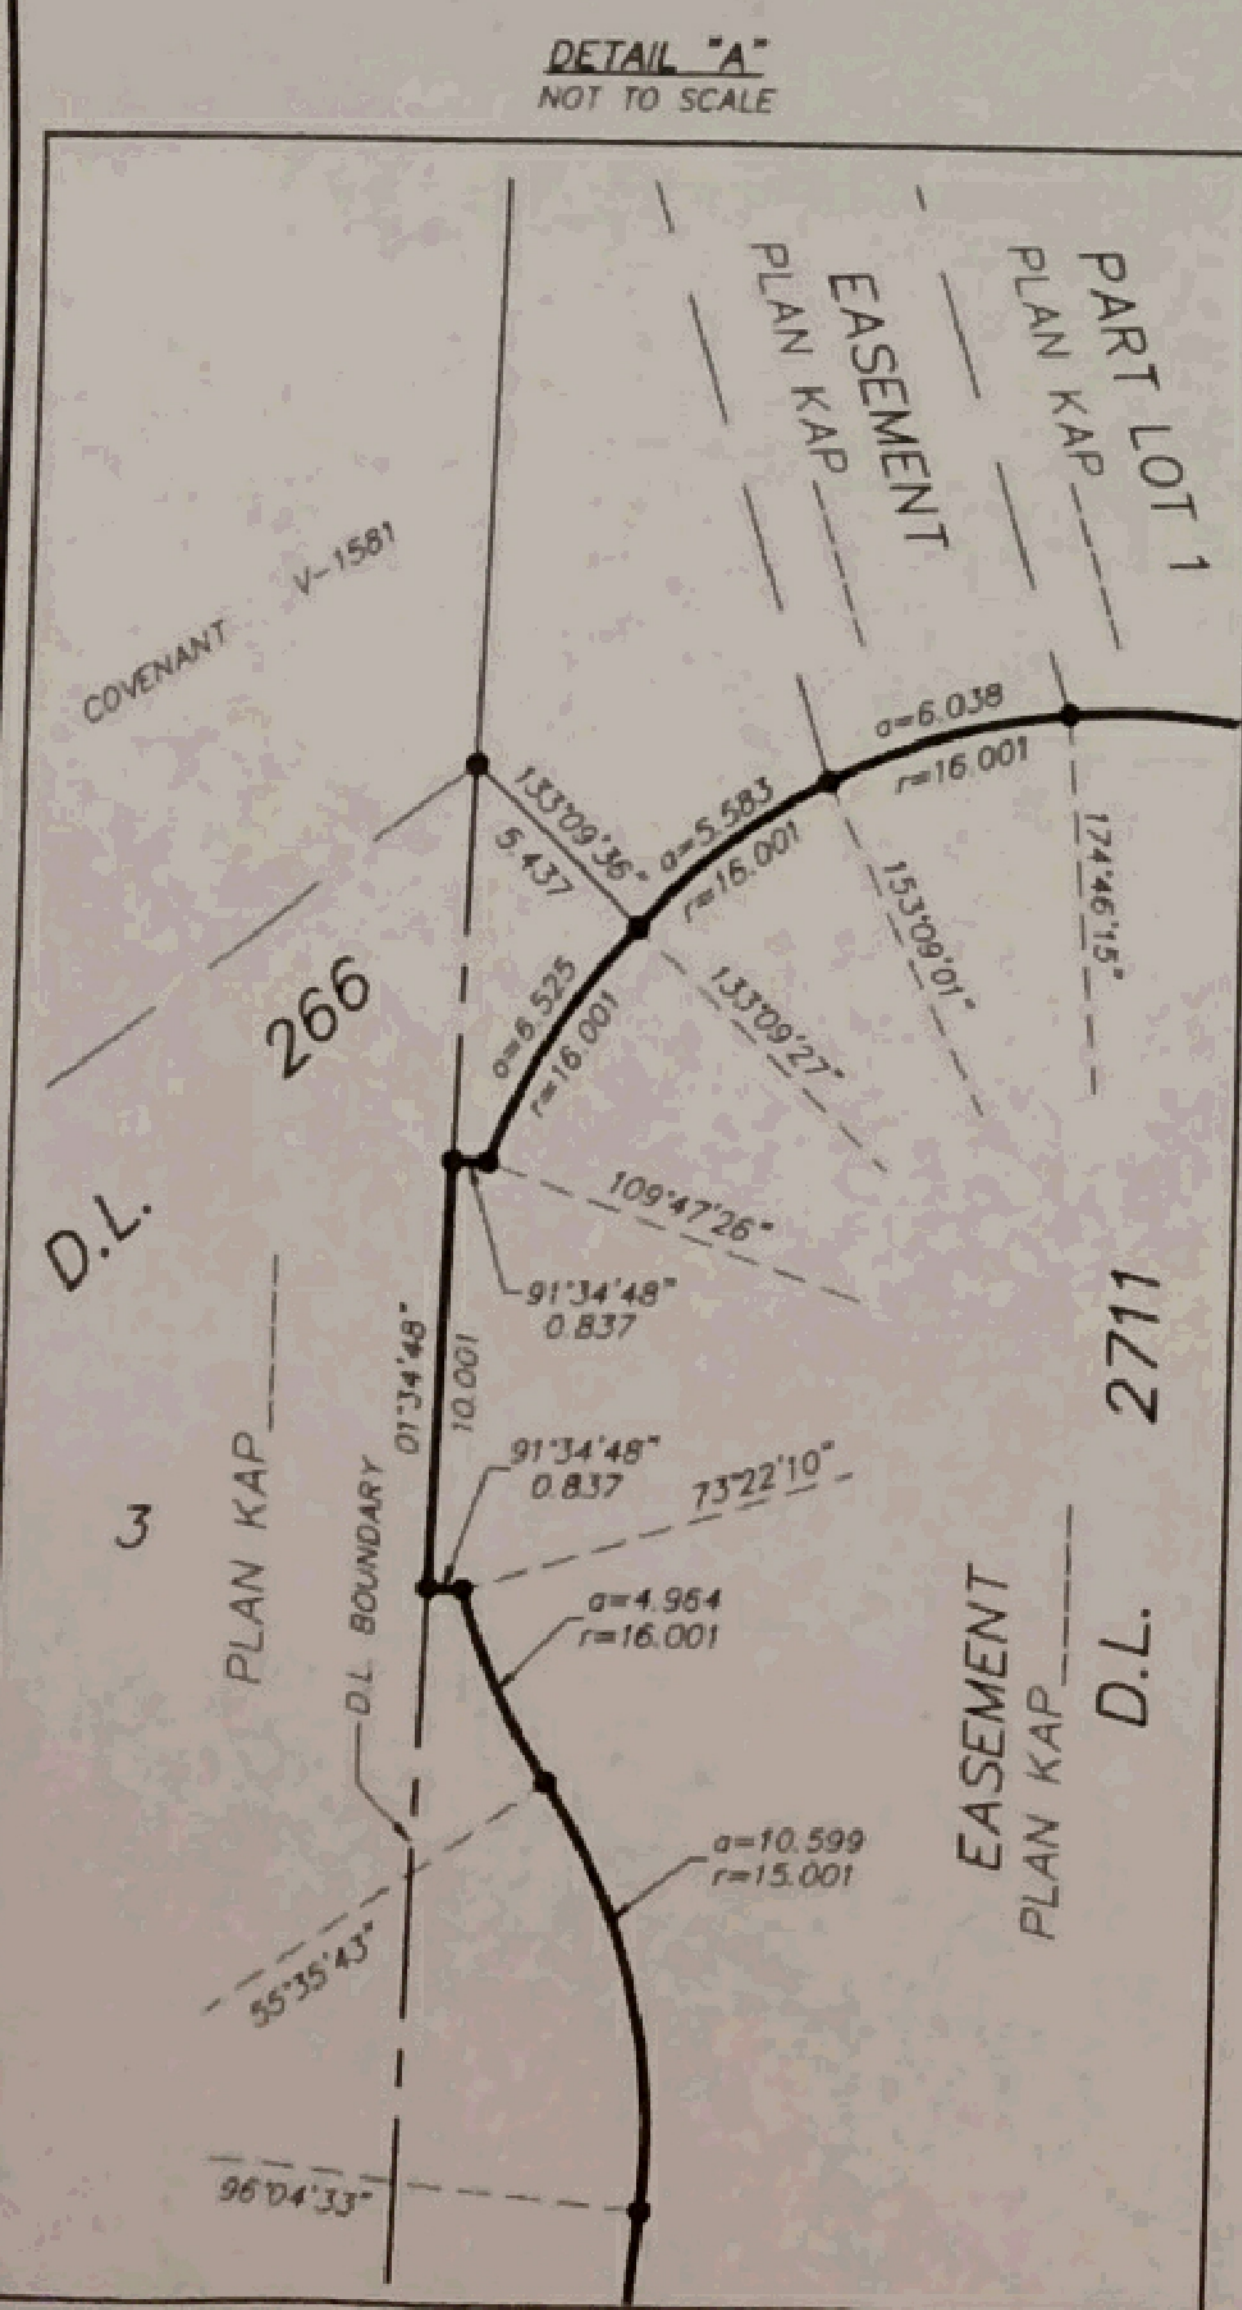 DETAIL "A"
NOT TO SCALE
PART LOT 1
PLAN KAP______
EASEMENT
PLAN KAP______
COVENANT V-1581
133°09'36"
5.437
a=6.038
r=16.001
a=5.583
r=16.001
174°46'15"
153°09'01"
133°09'27"
266
a=6.525
r=16.001
109°47'26"
D.L.
91°34'48"
0.837
01°34'48"
10.001
91°34'48"
0.837
73°22'10"
D.L. 2711
3
PLAN KAP______
D.L. BOUNDARY
a=4.964
r=16.001
EASEMENT
PLAN KAP______
a=10.599
r=15.001
55°35'43"
96°04'33"